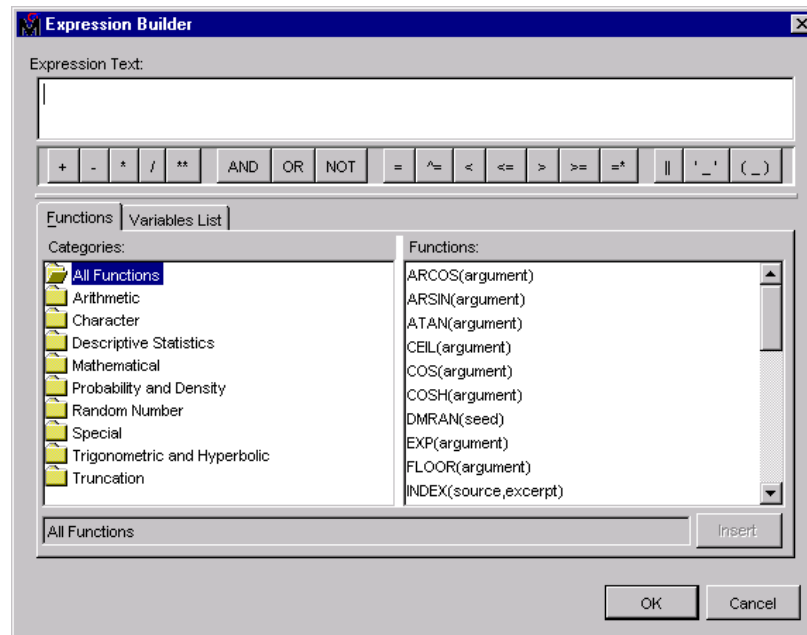 Expression Builder
Expression Text:
+ - * / ** AND OR NOT = ^= < <= > >= =* || '_' (_)
Functions Variables List
Categories: Functions:
All Functions ARCOS(argument)
Arithmetic ARSIN(argument)
Character ATAN(argument)
Descriptive Statistics CEIL(argument)
Mathematical COS(argument)
Probability and Density COSH(argument)
Random Number DMRAN(seed)
Special EXP(argument)
Trigonometric and Hyperbolic FLOOR(argument)
Truncation INDEX(source,excerpt)
All Functions Insert
OK Cancel